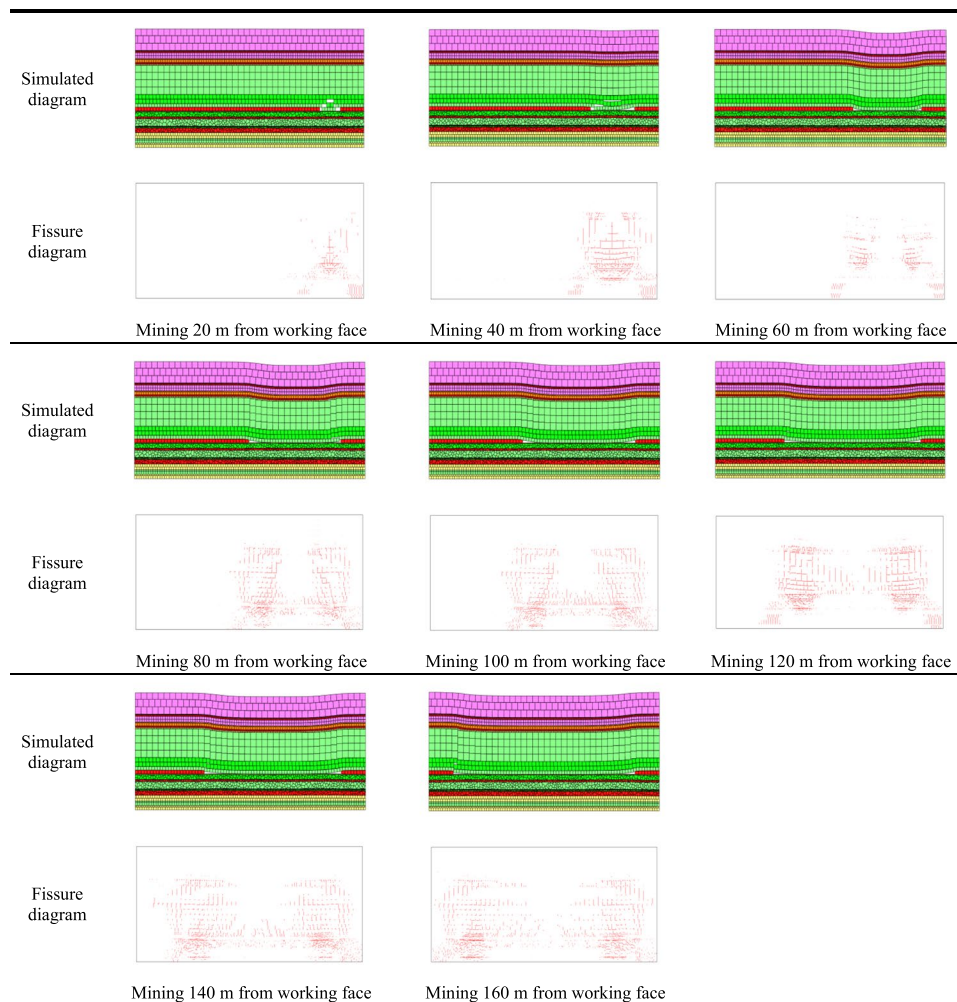 Simulated
diagram
Fissure
diagram
Mining 20 m from working face
Mining 40 m from working face
Mining 60 m from working face
Simulated
diagram
Fissure
diagram
Mining 80 m from working face
Mining 100 m from working face
Mining 120 m from working face
Simulated
diagram
Fissure
diagram
Mining 140 m from working face
Mining 160 m from working face